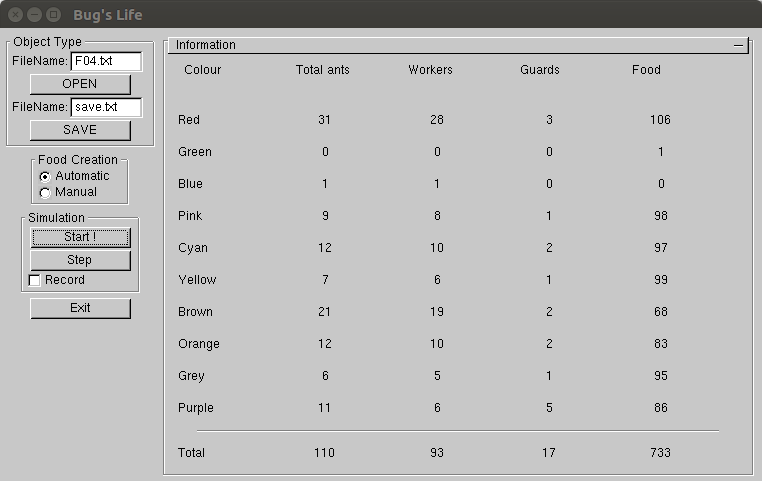 Bug's Life
Object Type
FileName: F04.txt
OPEN
FileName: save.txt
SAVE
Food Creation
Automatic
Manual
Simulation
Start !
Step
Record
Exit
Information
Colour Total ants Workers Guards Food
Red 31 28 3 106
Green 0 0 0 1
Blue 1 1 0 0
Pink 9 8 1 98
Cyan 12 10 2 97
Yellow 7 6 1 99
Brown 21 19 2 68
Orange 12 10 2 83
Grey 6 5 1 95
Purple 11 6 5 86
Total 110 93 17 733